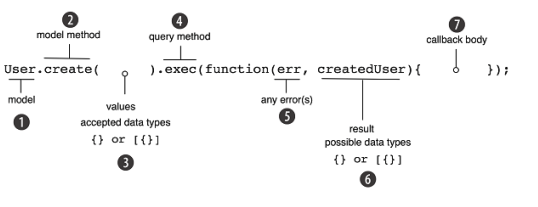 2
model method
4
query method
7
callback body
User.create( ).exec(function(err, createdUser){ });
model
1
values
accepted data types
{} or [{}]
3
any error(s)
5
result
possible data types
{} or [{}]
6